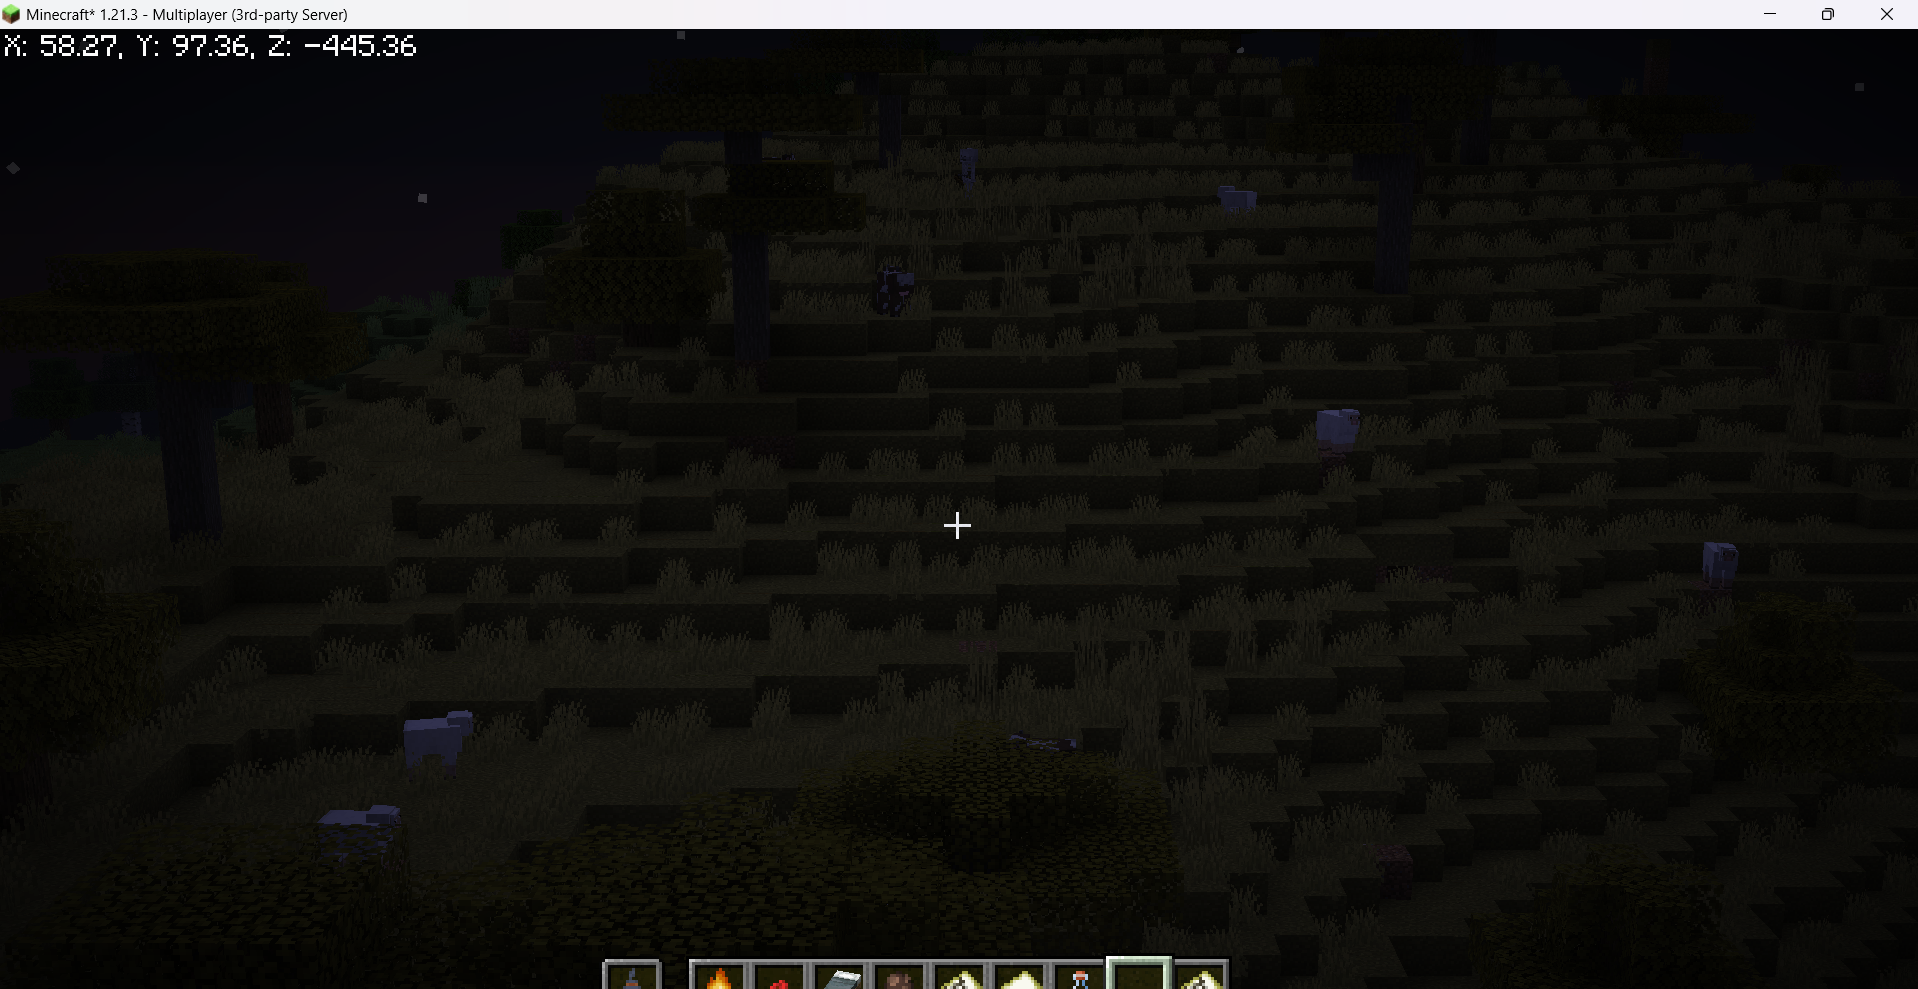 Minecraft* 1.21.3 - Multiplayer (3rd-party Server)
X: 58.27, Y: 97.36, Z: -445.36